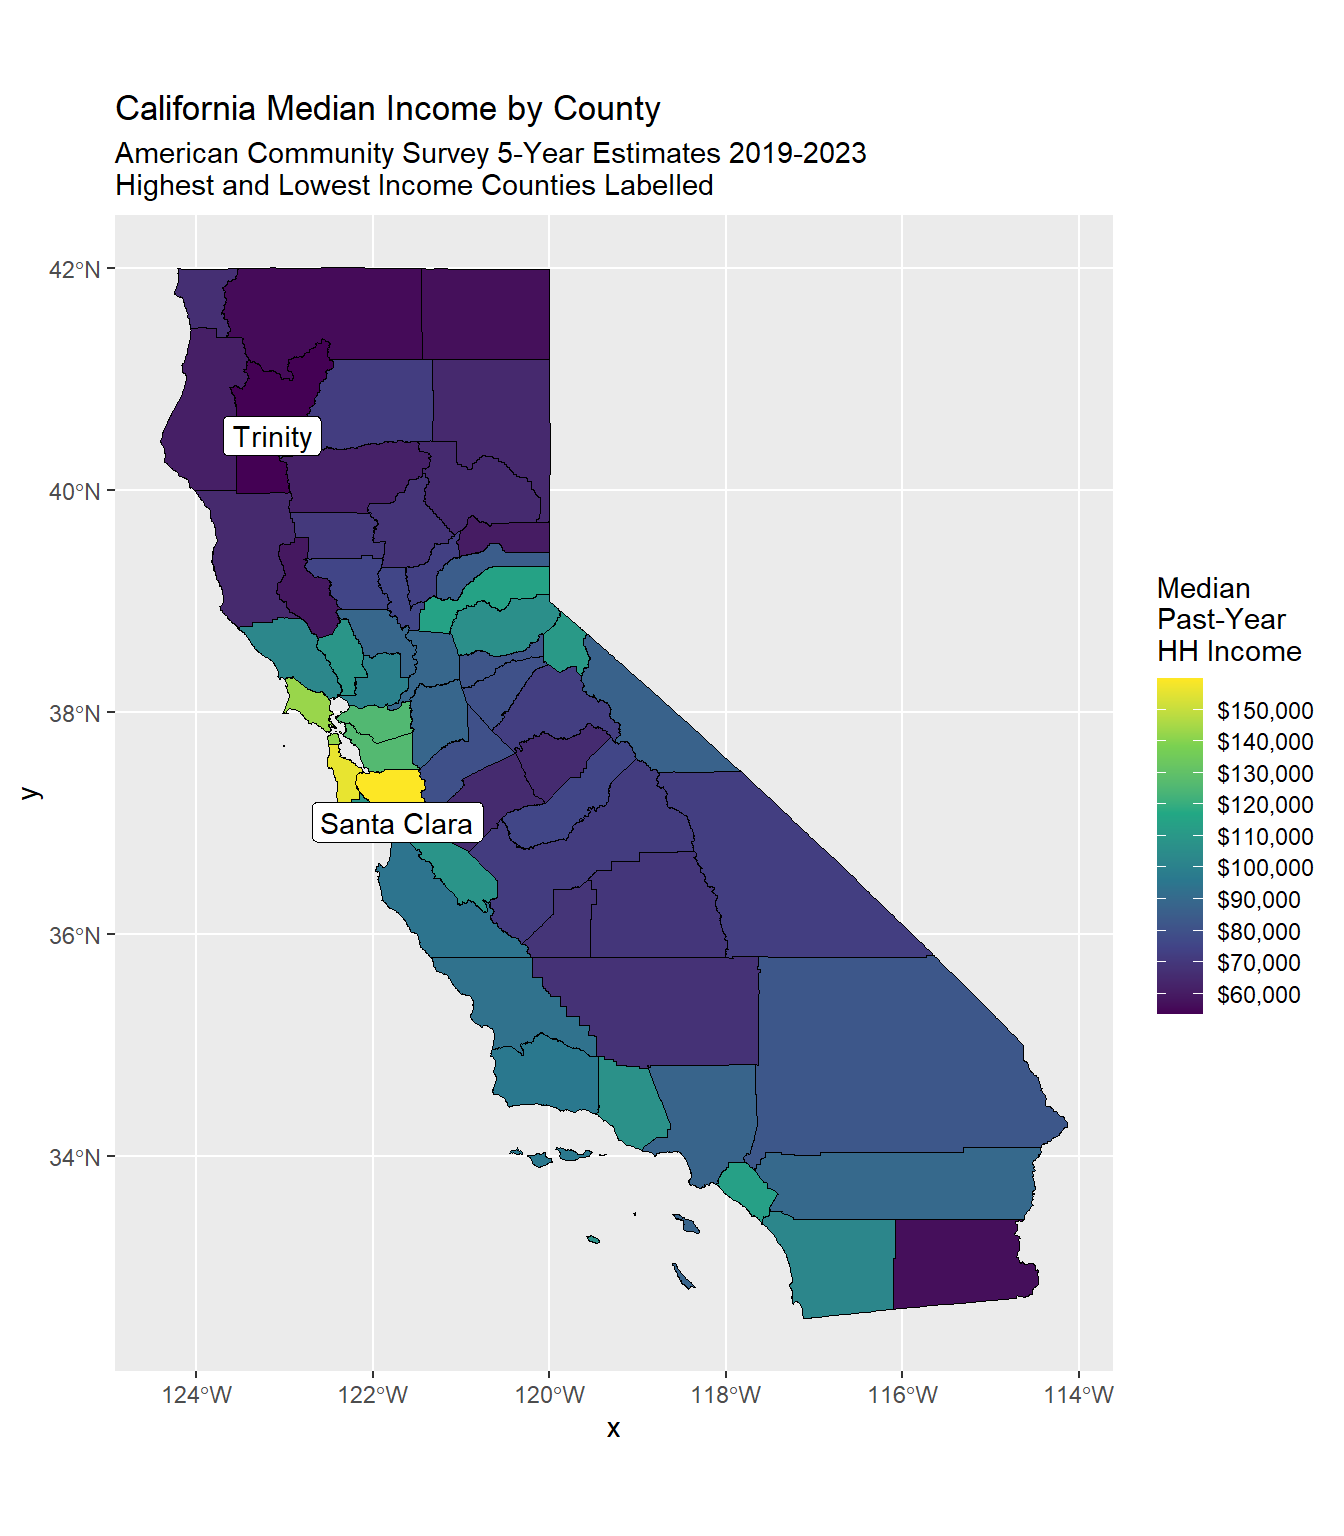 California Median Income by County
American Community Survey 5-Year Estimates 2019-2023
Highest and Lowest Income Counties Labelled
42°N
40°N
38°N
36°N
34°N
y
Trinity
Santa Clara
124°W
122°W
120°W
118°W
116°W
114°W
x
Median
Past-Year
HH Income
$150,000
$140,000
$130,000
$120,000
$110,000
$100,000
$90,000
$80,000
$70,000
$60,000